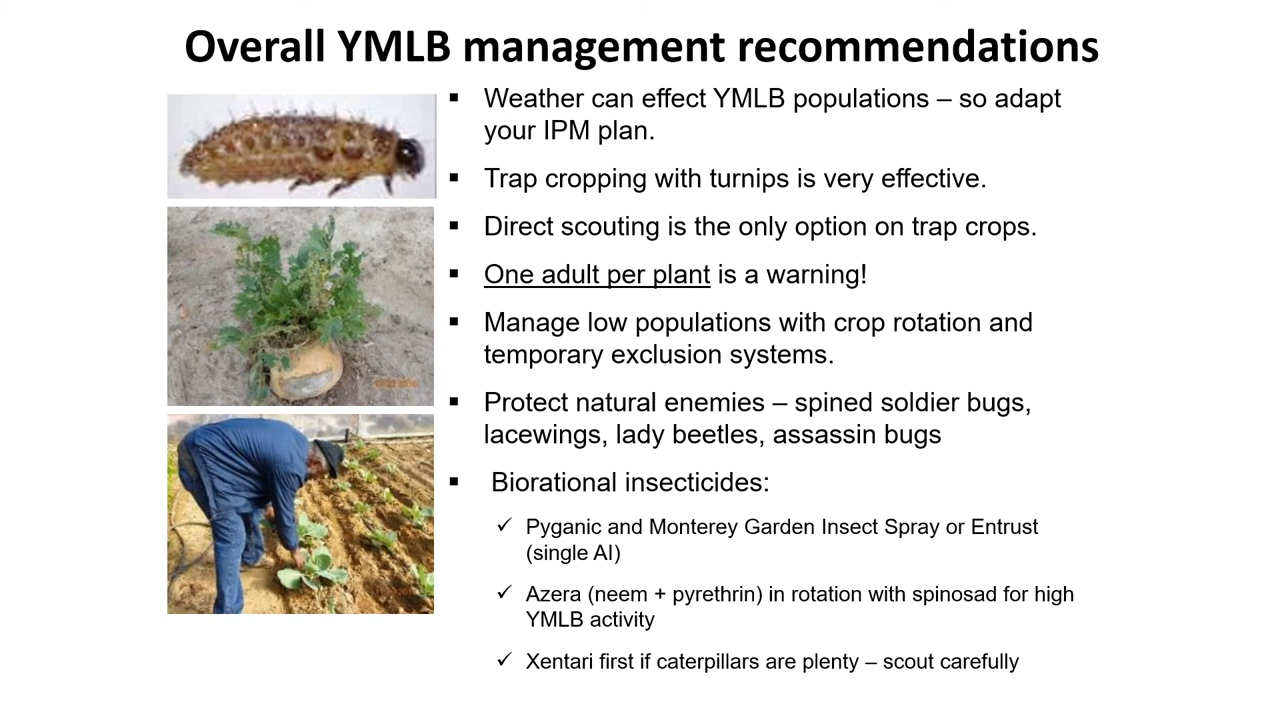 Overall YMLB management recommendations
▪ Weather can effect YMLB populations – so adapt
your IPM plan.
▪ Trap cropping with turnips is very effective.
▪ Direct scouting is the only option on trap crops.
▪ One adult per plant is a warning!
▪ Manage low populations with crop rotation and
temporary exclusion systems.
▪ Protect natural enemies – spined soldier bugs,
lacewings, lady beetles, assassin bugs
▪ Biorational insecticides:
✓ Pyganic and Monterey Garden Insect Spray or Entrust
(single AI)
✓ Azera (neem + pyrethrin) in rotation with spinosad for high
YMLB activity
✓ Xentari first if caterpillars are plenty – scout carefully